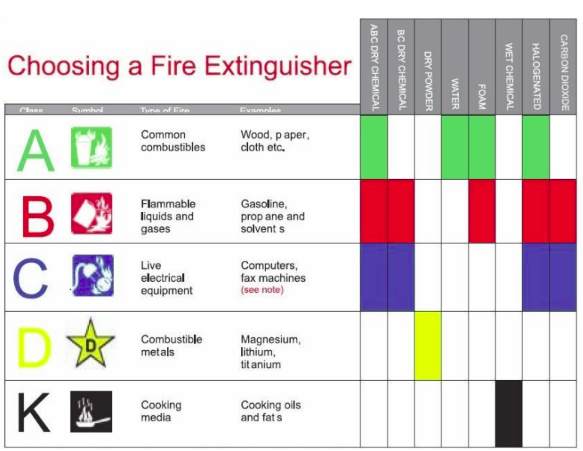 Choosing a Fire Extinguisher
ABC DRY CHEMICAL
BC DRY CHEMICAL
DRY POWDER
WATER
FOAM
WET CHEMICAL
HALOGENATED
CARBON DIOXIDE
Class Symbol Type of Fire Examples
A
Common
combustibles
Wood, p aper,
cloth etc.
B
Flammable
liquids and
gases
Gasoline,
prop ane and
solvent s
C
Live
electrical
equipment
Computers,
fax machines
(see note)
D
D
Combustible
metals
Magnesium,
lithium,
tit anium
K
Cooking
media
Cooking oils
and fat s